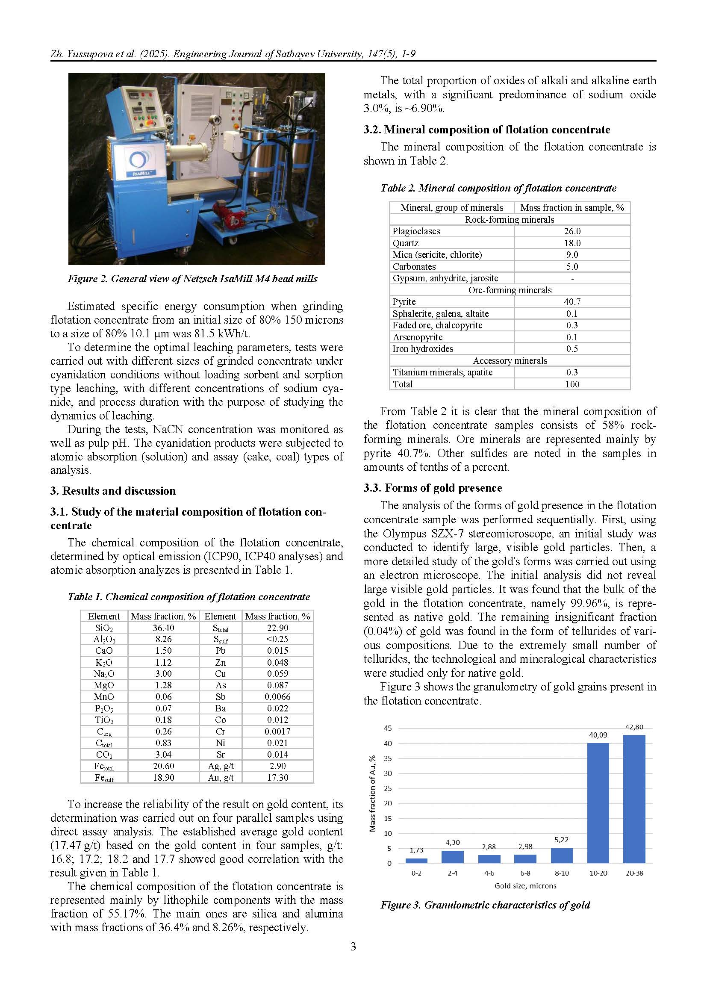 Zh. Yussupova et al. (2025). Engineering Journal of Satbayev University, 147(5), 1-9
ISAMILL™
Figure 2. General view of Netzsch IsaMill M4 bead mills
Estimated specific energy consumption when grinding
flotation concentrate from an initial size of 80% 150 microns
to a size of 80% 10.1 μm was 81.5 kWh/t.
To determine the optimal leaching parameters, tests were
carried out with different sizes of grinded concentrate under
cyanidation conditions without loading sorbent and sorption
type leaching, with different concentrations of sodium cya-
nide, and process duration with the purpose of studying the
dynamics of leaching.
During the tests, NaCN concentration was monitored as
well as pulp pH. The cyanidation products were subjected to
atomic absorption (solution) and assay (cake, coal) types of
analysis.
3. Results and discussion
3.1. Study of the material composition of flotation con-
centrate
The chemical composition of the flotation concentrate,
determined by optical emission (ICP90, ICP40 analyses) and
atomic absorption analyzes is presented in Table 1.
Table 1. Chemical composition of flotation concentrate
Element Mass fraction, % Element Mass fraction, %
SiO₂ 36.40 Stotal 22.90
Al₂O₃ 8.26 Ssulf <0.25
CaO 1.50 Pb 0.015
K₂O 1.12 Zn 0.048
Na₂O 3.00 Cu 0.059
MgO 1.28 As 0.087
MnO 0.06 Sb 0.0066
P₂O₅ 0.07 Ba 0.022
TiO₂ 0.18 Co 0.012
Corg 0.26 Cr 0.0017
Ctotal 0.83 Ni 0.021
CO₂ 3.04 Sr 0.014
Fetotal 20.60 Ag, g/t 2.90
Fesulf 18.90 Au, g/t 17.30
To increase the reliability of the result on gold content, its
determination was carried out on four parallel samples using
direct assay analysis. The established average gold content
(17.47 g/t) based on the gold content in four samples, g/t:
16.8; 17.2; 18.2 and 17.7 showed good correlation with the
result given in Table 1.
The chemical composition of the flotation concentrate is
represented mainly by lithophile components with the mass
fraction of 55.17%. The main ones are silica and alumina
with mass fractions of 36.4% and 8.26%, respectively.
The total proportion of oxides of alkali and alkaline earth
metals, with a significant predominance of sodium oxide
3.0%, is ~6.90%.
3.2. Mineral composition of flotation concentrate
The mineral composition of the flotation concentrate is
shown in Table 2.
Table 2. Mineral composition of flotation concentrate
Mineral, group of minerals Mass fraction in sample, %
Rock-forming minerals
Plagioclases 26.0
Quartz 18.0
Mica (sericite, chlorite) 9.0
Carbonates 5.0
Gypsum, anhydrite, jarosite -
Ore-forming minerals
Pyrite 40.7
Sphalerite, galena, altaite 0.1
Faded ore, chalcopyrite 0.3
Arsenopyrite 0.1
Iron hydroxides 0.5
Accessory minerals
Titanium minerals, apatite 0.3
Total 100
From Table 2 it is clear that the mineral composition of
the flotation concentrate samples consists of 58% rock-
forming minerals. Ore minerals are represented mainly by
pyrite 40.7%. Other sulfides are noted in the samples in
amounts of tenths of a percent.
3.3. Forms of gold presence
The analysis of the forms of gold presence in the flotation
concentrate sample was performed sequentially. First, using
the Olympus SZX-7 stereomicroscope, an initial study was
conducted to identify large, visible gold particles. Then, a
more detailed study of the gold's forms was carried out using
an electron microscope. The initial analysis did not reveal
large visible gold particles. It was found that the bulk of the
gold in the flotation concentrate, namely 99.96%, is repre-
sented as native gold. The remaining insignificant fraction
(0.04%) of gold was found in the form of tellurides of vari-
ous compositions. Due to the extremely small number of
tellurides, the technological and mineralogical characteristics
were studied only for native gold.
Figure 3 shows the granulometry of gold grains present in
the flotation concentrate.
Mass fraction of Au, %
45
40
35
30
25
20
15
10
5
0
1,73 4,30 2,88 2,98 5,22 40,09 42,80
0-2 2-4 4-6 6-8 8-10 10-20 20-38
Gold size, microns
Figure 3. Granulometric characteristics of gold
3